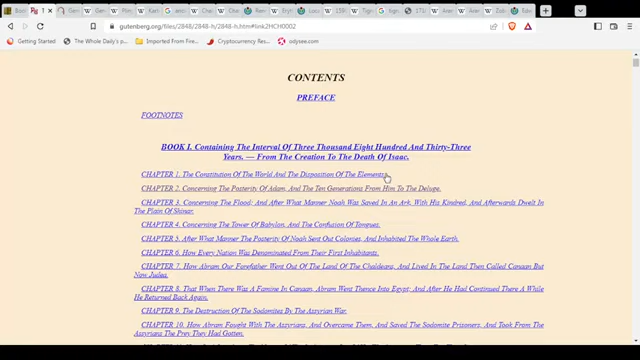 gutenberg.org/files/2848/2848-h/2848-h.htm#link2HCH0002
Getting Started The Whole Daily's p... Imported From Firef... Cryptocurrency Resc... odysee.com
CONTENTS
PREFACE
FOOTNOTES
BOOK I. Containing The Interval Of Three Thousand Eight Hundred And Thirty-Three
Years. — From The Creation To The Death Of Isaac.
CHAPTER 1. The Constitution Of The World And The Disposition Of The Elements.
CHAPTER 2. Concerning The Posterity Of Adam, And The Ten Generations From Him To The Deluge.
CHAPTER 3. Concerning The Flood; And After What Manner Noah Was Saved In An Ark, With His Kindred, And Afterwards Dwelt In
The Plain Of Shinar.
CHAPTER 4. Concerning The Tower Of Babylon, And The Confusion Of Tongues.
CHAPTER 5. After What Manner The Posterity Of Noah Sent Out Colonies, And Inhabited The Whole Earth.
CHAPTER 6. How Every Nation Was Denominated From Their First Inhabitants.
CHAPTER 7. How Abram Our Forefather Went Out Of The Land Of The Chaldeans, And Lived In The Land Then Called Canaan But
Now Judea.
CHAPTER 8. That When There Was A Famine In Canaan, Abram Went Thence Into Egypt; And After He Had Continued There A While
He Returned Back Again.
CHAPTER 9. The Destruction Of The Sodomites By The Assyrian War.
CHAPTER 10. How Abram Fought With The Assyrians, And Overcame Them, And Saved The Sodomite Prisoners, And Took From The
Assyrians The Prey They Had Gotten.